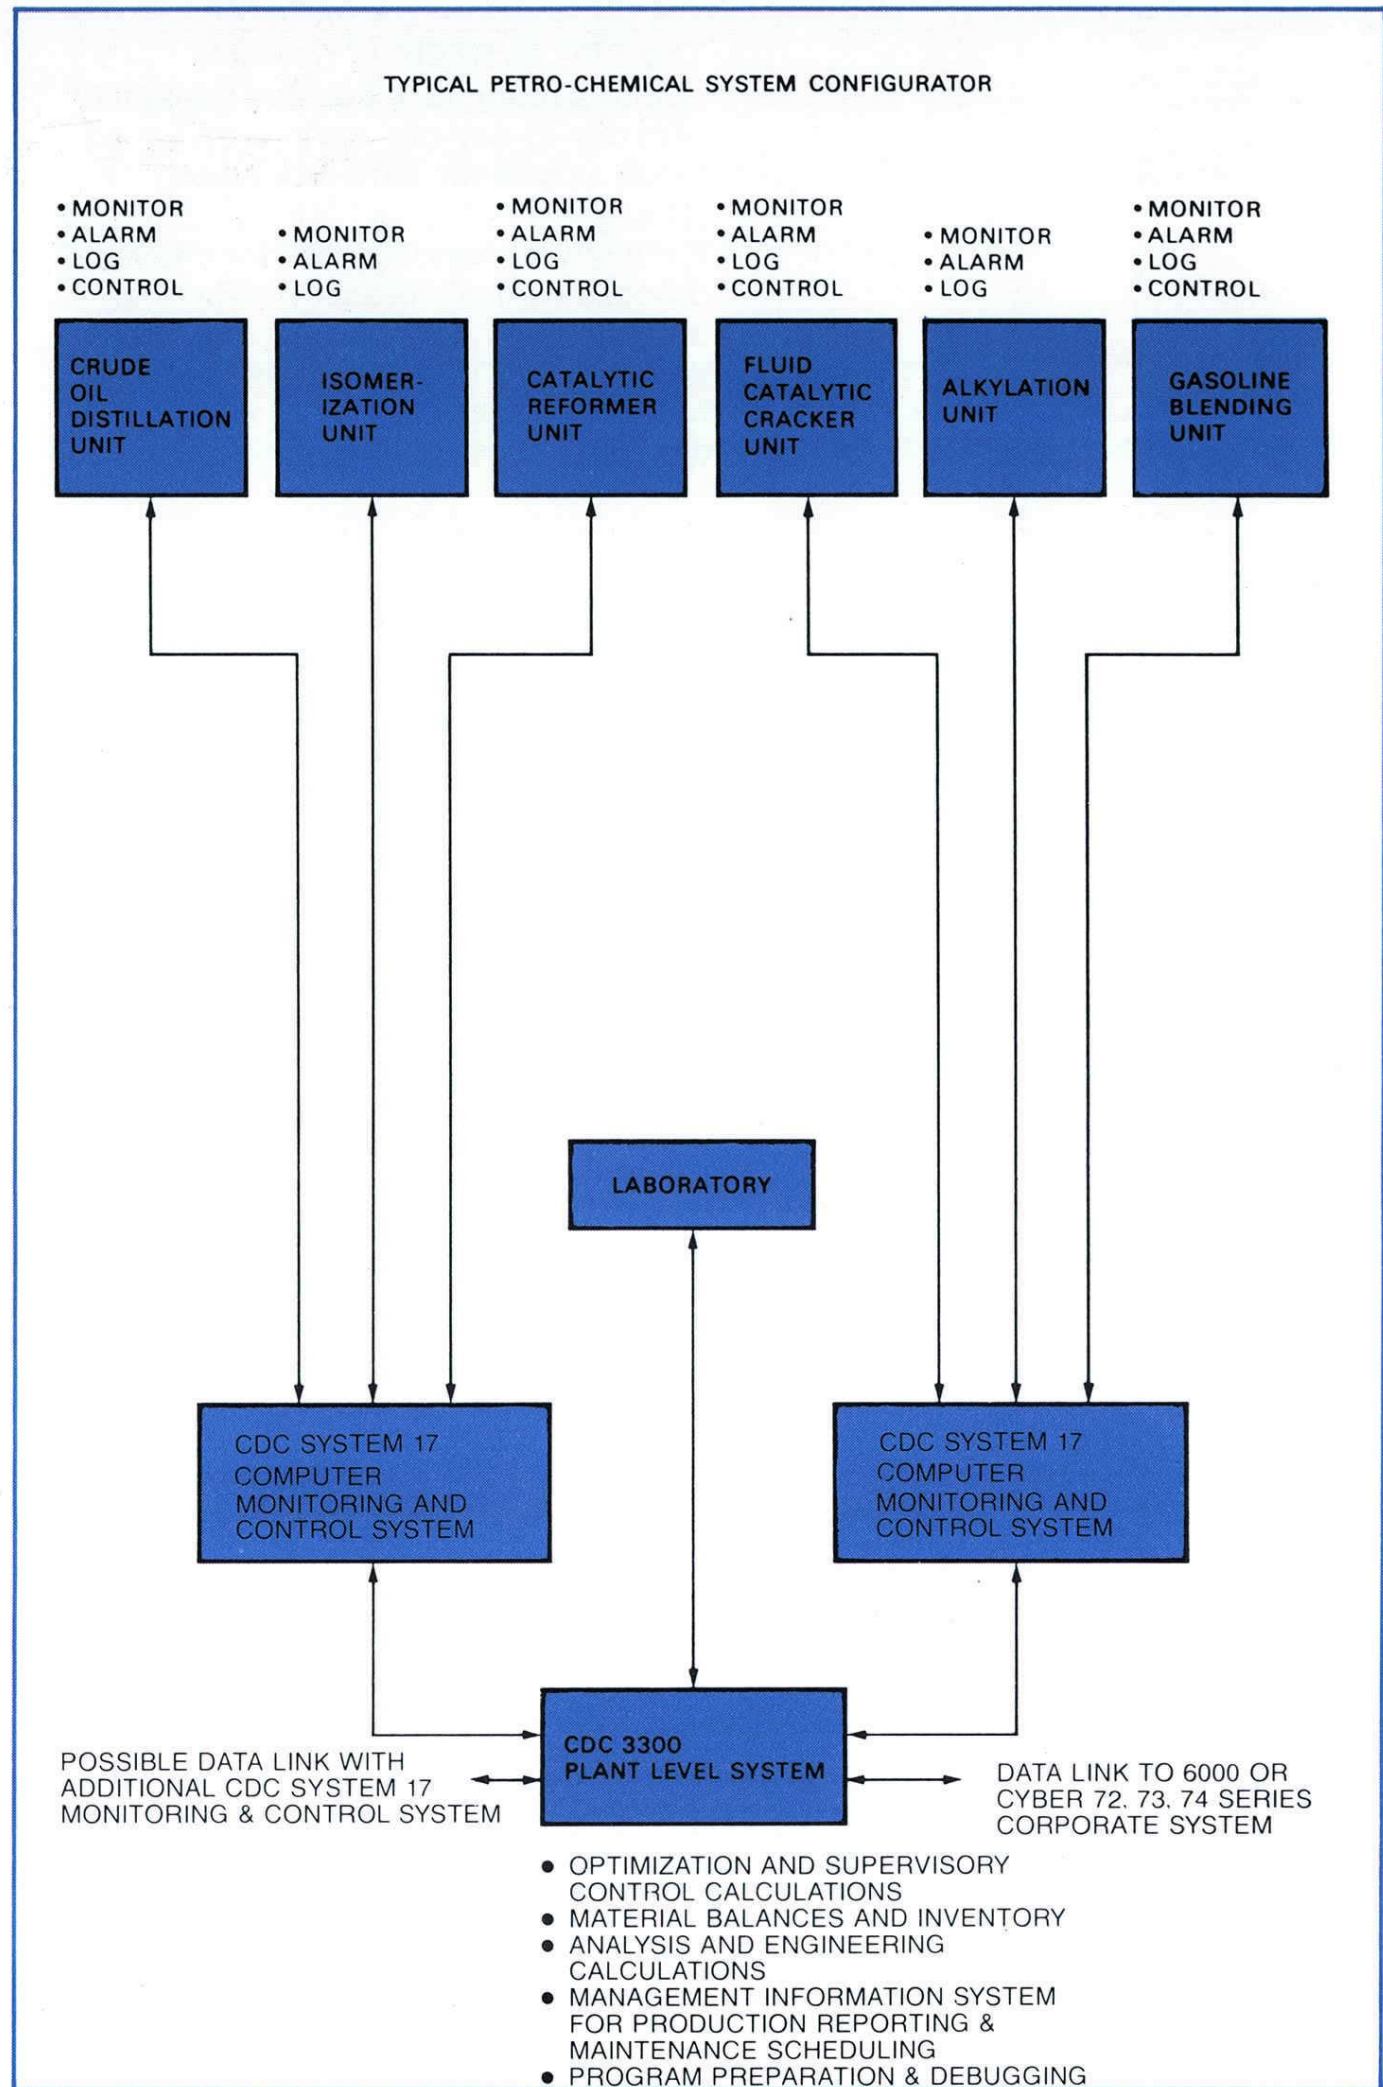 TYPICAL PETRO-CHEMICAL SYSTEM CONFIGURATOR
• MONITOR
• ALARM
• LOG
• CONTROL
• MONITOR
• ALARM
• LOG
• MONITOR
• ALARM
• LOG
• CONTROL
• MONITOR
• ALARM
• LOG
• CONTROL
• MONITOR
• ALARM
• LOG
• MONITOR
• ALARM
• LOG
• CONTROL
CRUDE
OIL
DISTILLATION
UNIT
ISOMER-
IZATION
UNIT
CATALYTIC
REFORMER
UNIT
FLUID
CATALYTIC
CRACKER
UNIT
ALKYLATION
UNIT
GASOLINE
BLENDING
UNIT
LABORATORY
CDC SYSTEM 17
COMPUTER
MONITORING AND
CONTROL SYSTEM
CDC SYSTEM 17
COMPUTER
MONITORING AND
CONTROL SYSTEM
CDC 3300
PLANT LEVEL SYSTEM
POSSIBLE DATA LINK WITH
ADDITIONAL CDC SYSTEM 17
MONITORING & CONTROL SYSTEM
DATA LINK TO 6000 OR
CYBER 72, 73, 74 SERIES
CORPORATE SYSTEM
● OPTIMIZATION AND SUPERVISORY
CONTROL CALCULATIONS
● MATERIAL BALANCES AND INVENTORY
● ANALYSIS AND ENGINEERING
CALCULATIONS
● MANAGEMENT INFORMATION SYSTEM
FOR PRODUCTION REPORTING &
MAINTENANCE SCHEDULING
● PROGRAM PREPARATION & DEBUGGING